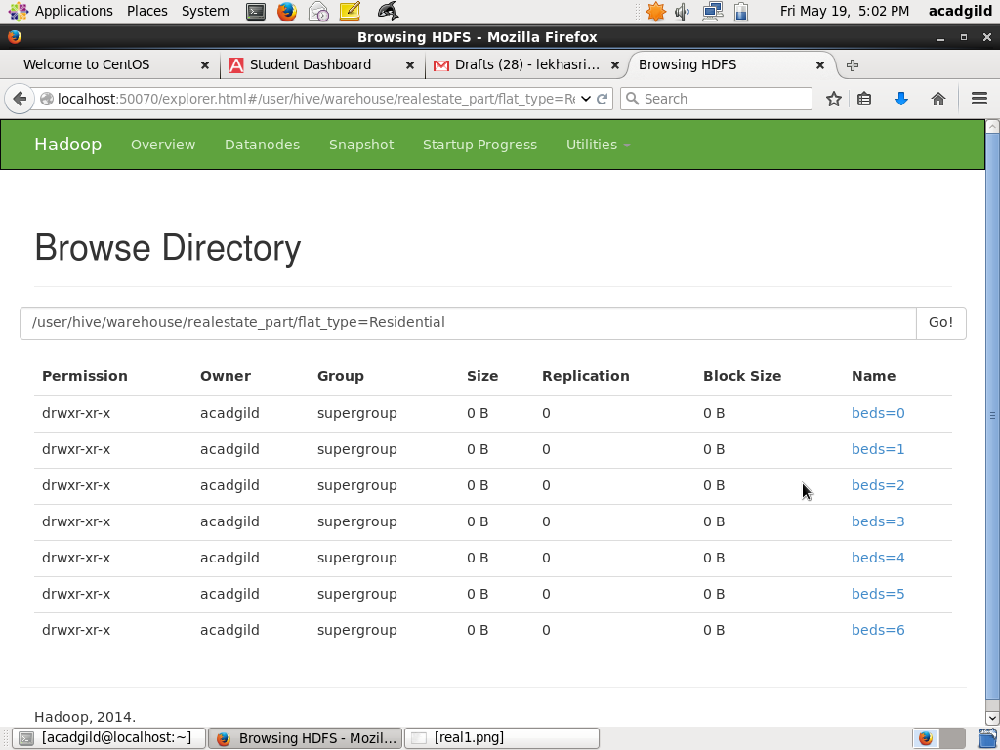 Applications Places System Fri May 19, 5:02 PM acadgild
Browsing HDFS - Mozilla Firefox
Welcome to CentOS Student Dashboard Drafts (28) - lekhasri... Browsing HDFS
localhost:50070/explorer.html#/user/hive/warehouse/realestate_part/flat_type=Re Search
Hadoop Overview Datanodes Snapshot Startup Progress Utilities
Browse Directory
/user/hive/warehouse/realestate_part/flat_type=Residential Go!
Permission Owner Group Size Replication Block Size Name
drwxr-xr-x acadgild supergroup 0 B 0 0 B beds=0
drwxr-xr-x acadgild supergroup 0 B 0 0 B beds=1
drwxr-xr-x acadgild supergroup 0 B 0 0 B beds=2
drwxr-xr-x acadgild supergroup 0 B 0 0 B beds=3
drwxr-xr-x acadgild supergroup 0 B 0 0 B beds=4
drwxr-xr-x acadgild supergroup 0 B 0 0 B beds=5
drwxr-xr-x acadgild supergroup 0 B 0 0 B beds=6
Hadoop, 2014.
[acadgild@localhost:~] Browsing HDFS - Mozil... [real1.png]